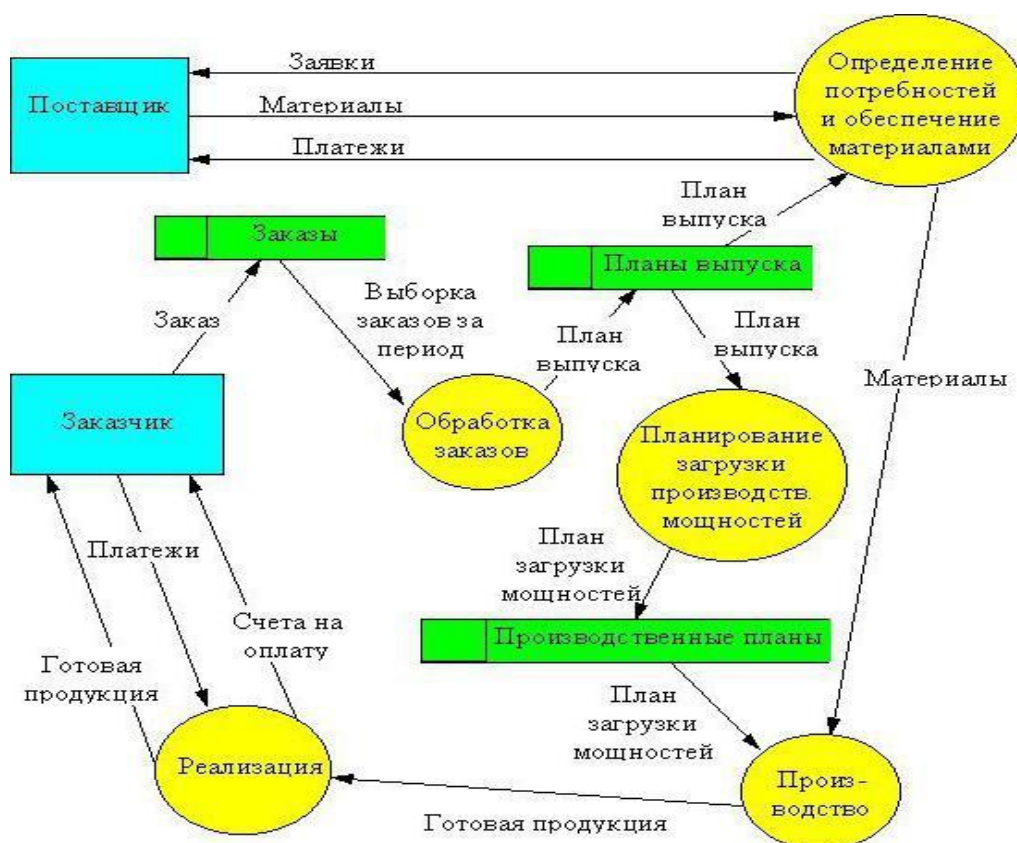 Заявки
Поставщик
Материалы
Платежи
Определение
потребностей
и обеспечение
материалами
План
выпуска
Заказы
Планы выпуска
Заказ
Выборка
заказов за
период
План
выпуска
План
выпуска
Материалы
Заказчик
Обработка
заказов
Планирование
загрузки
производств.
мощностей
Платежи
План
загрузки
мощностей
Счета на
оплату
Производственные планы
Готовая
продукция
План
загрузки
мощностей
Реализация
Произ-
водство
Готовая продукция